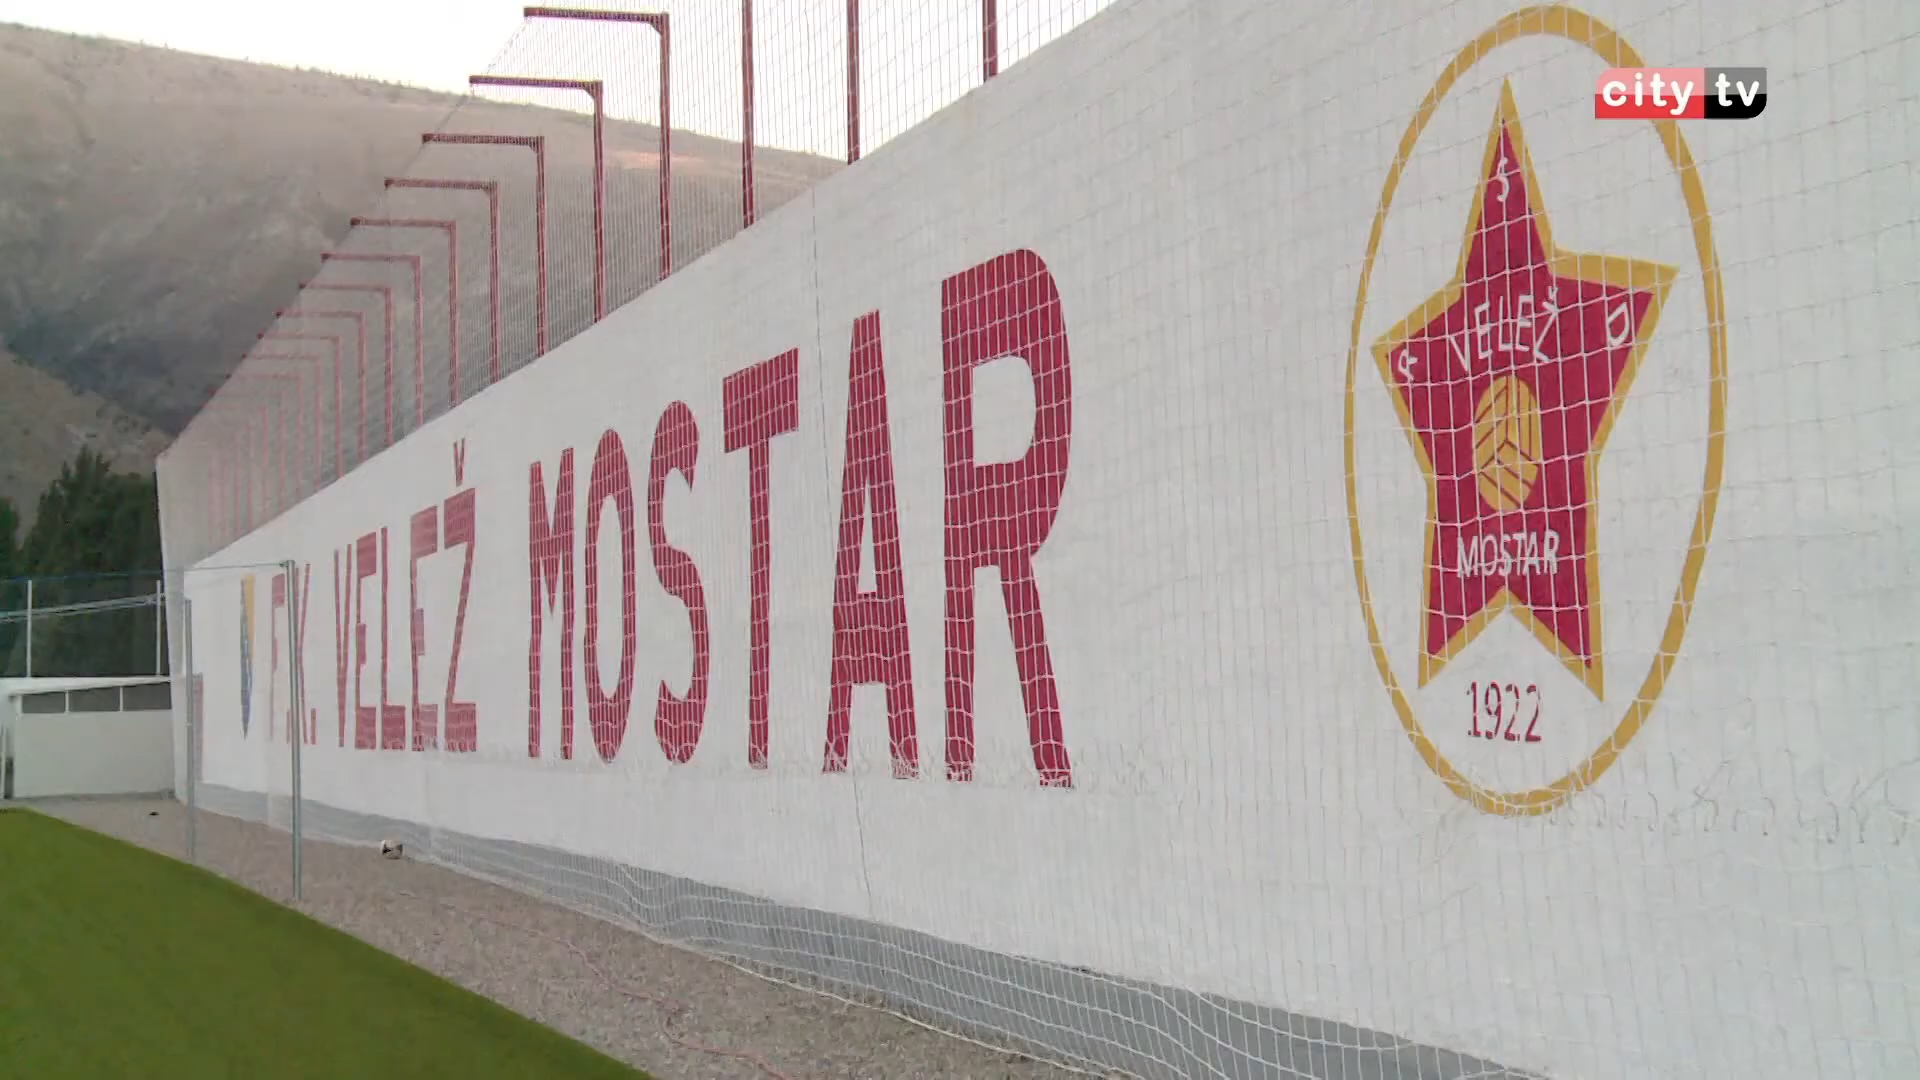 city tv
F.K. VELEŽ MOSTAR
R Š D
VELEŽ
MOSTAR
1922